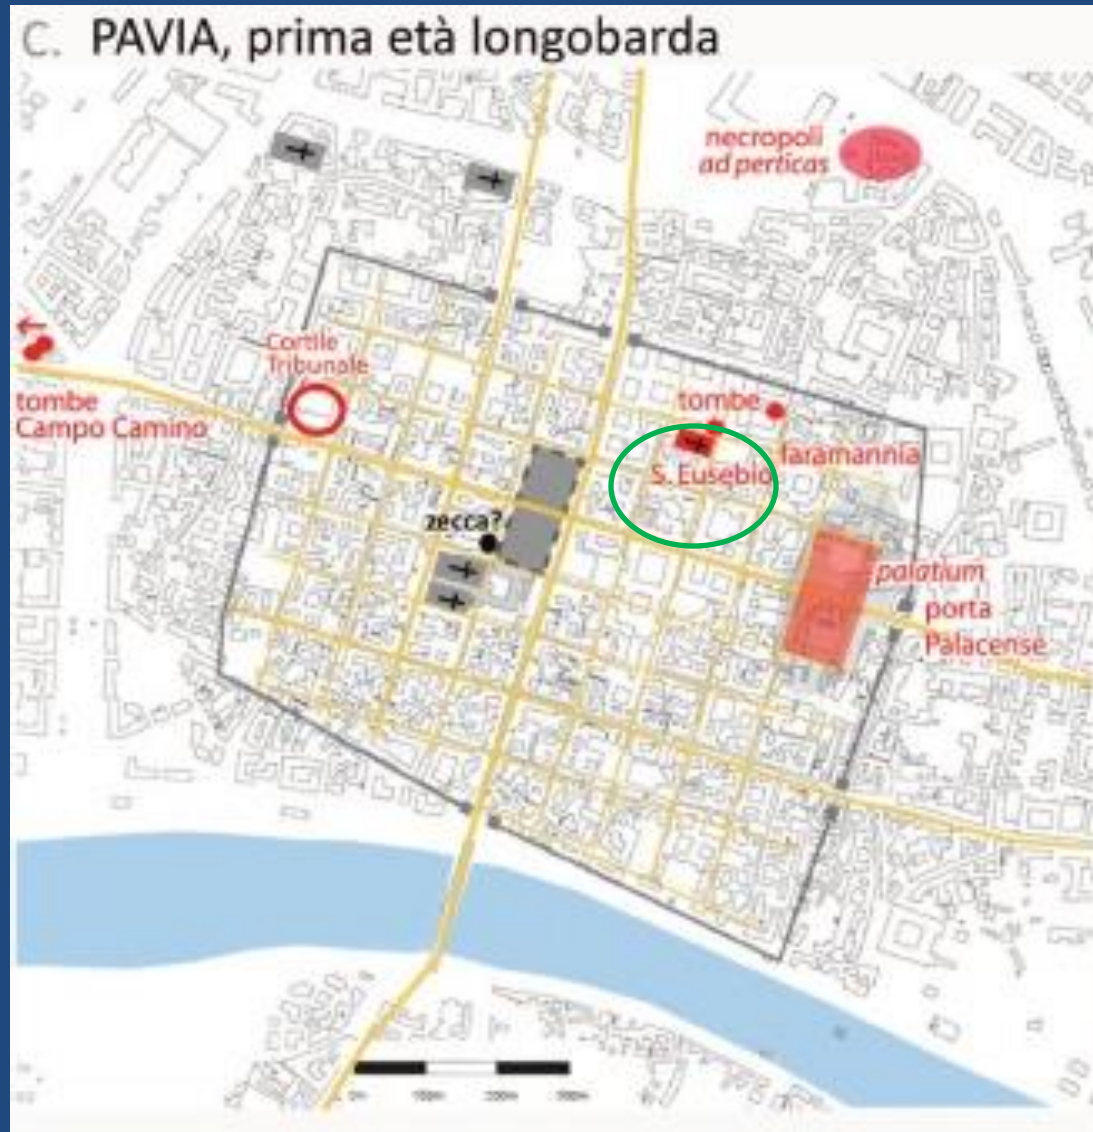 C. PAVIA, prima età longobarda
necropoli
ad perticas
Cortile
Tribunale
tombe
Campo Camino
tombe
faramannia
S. Eusebio
zecca?
palatium
porta
Palacense